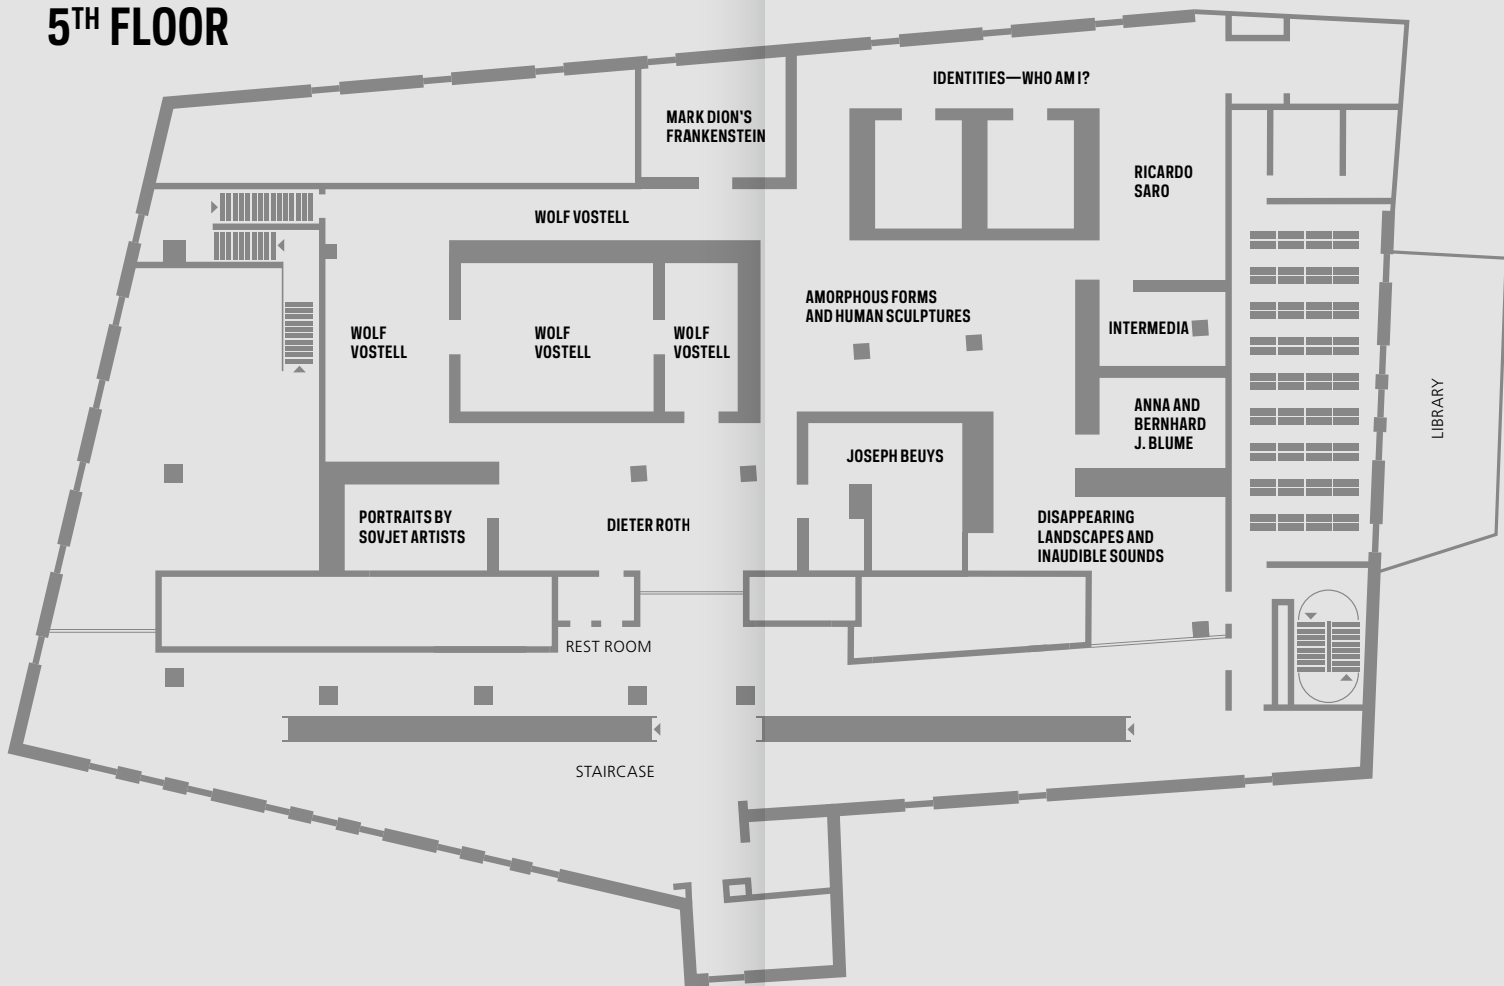 5TH FLOOR
IDENTITIES—WHO AM I?
MARK DION'S
FRANKENSTEIN
RICARDO
SARO
WOLF VOSTELL
AMORPHOUS FORMS
AND HUMAN SCULPTURES
WOLF
VOSTELL
WOLF
VOSTELL
WOLF
VOSTELL
INTERMEDIA
LIBRARY
ANNA AND
BERNHARD
J. BLUME
JOSEPH BEUYS
PORTRAITS BY
SOVJET ARTISTS
DIETER ROTH
DISAPPEARING
LANDSCAPES AND
INAUDIBLE SOUNDS
REST ROOM
STAIRCASE